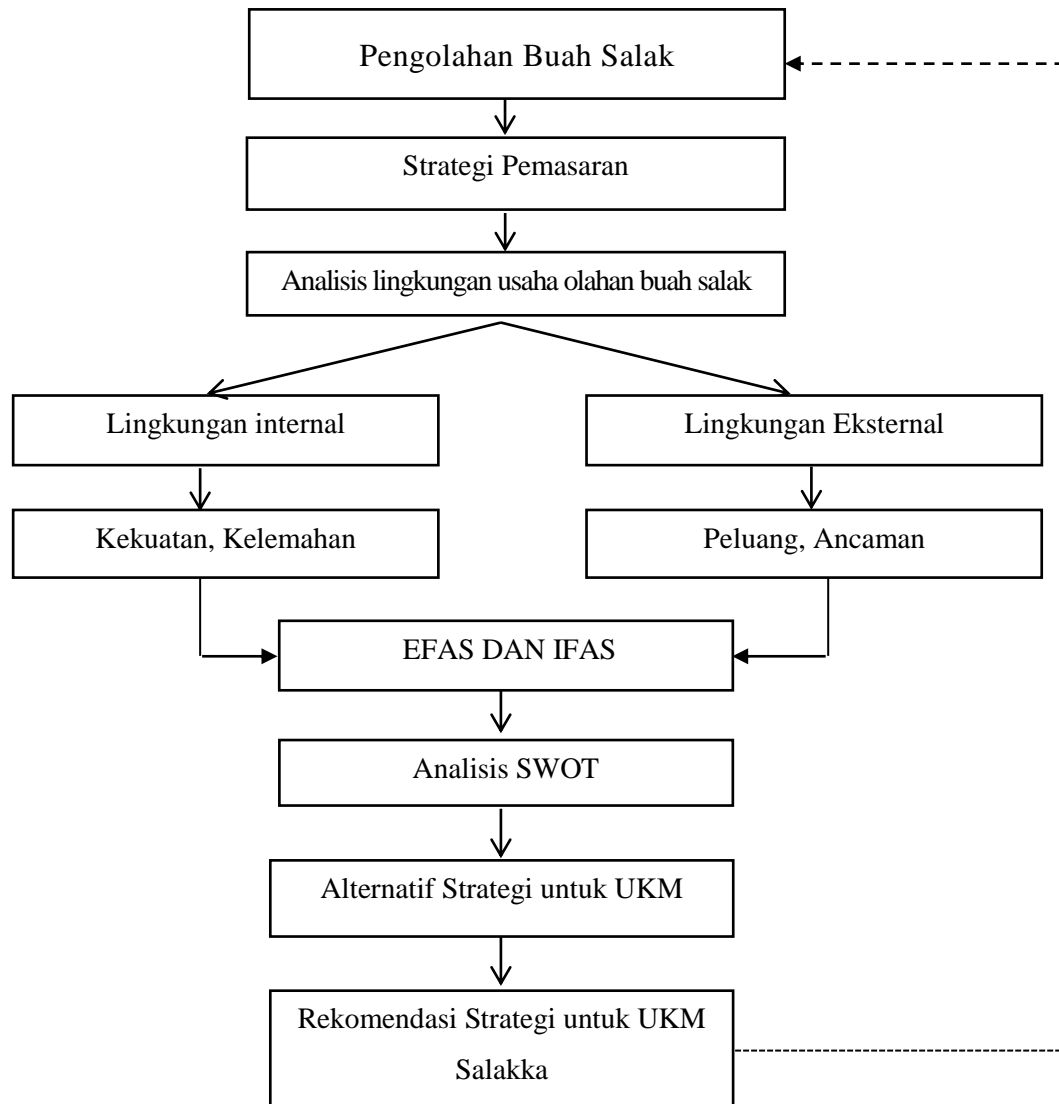 Pengolahan Buah Salak
Strategi Pemasaran
Analisis lingkungan usaha olahan buah salak
Lingkungan internal
Lingkungan Eksternal
Kekuatan, Kelemahan
Peluang, Ancaman
EFAS DAN IFAS
Analisis SWOT
Alternatif Strategi untuk UKM
Rekomendasi Strategi untuk UKM
Salakka